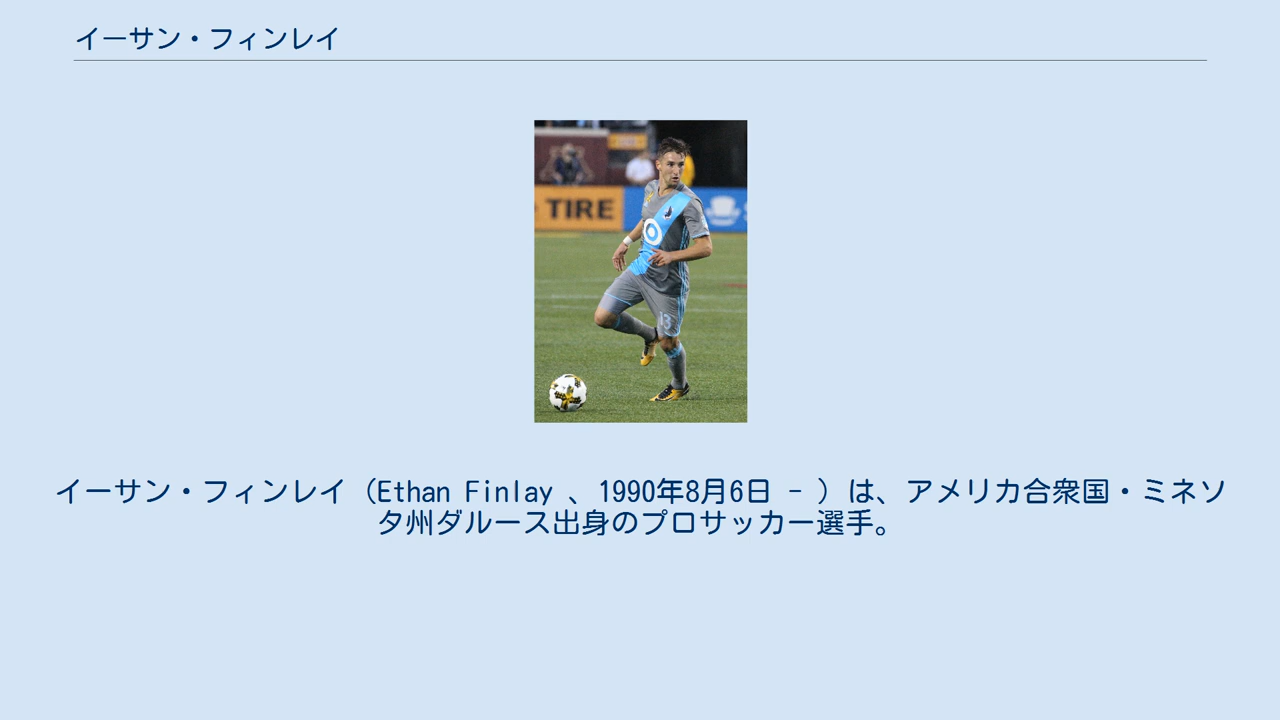 イーサン・フィンレイ
TIRE
イーサン・フィンレイ（Ethan Finlay 、1990年8月6日 - ）は、アメリカ合衆国・ミネソ
タ州ダルース出身のプロサッカー選手。